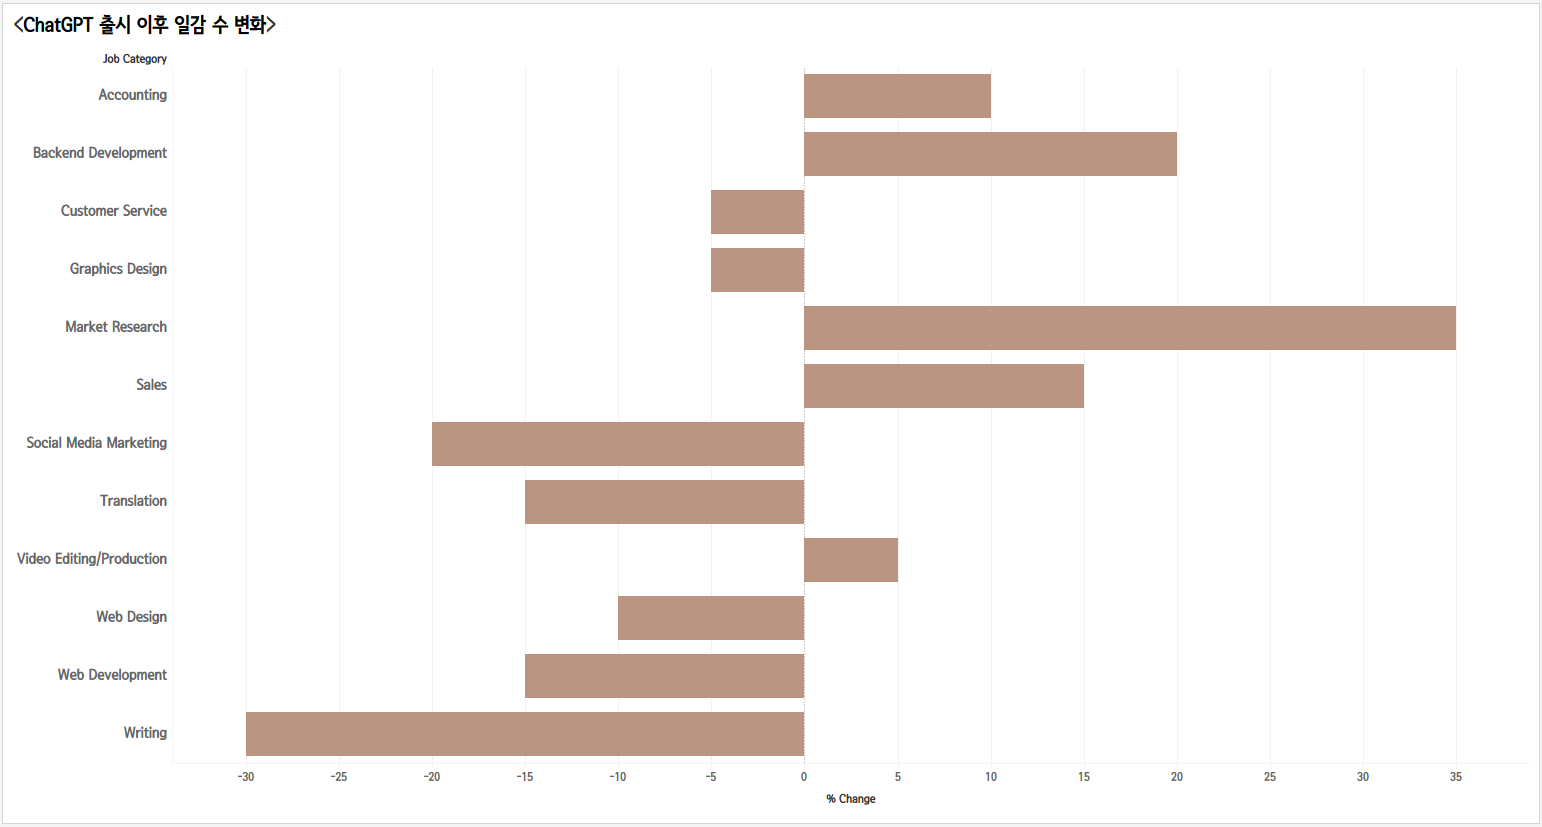 <ChatGPT 출시 이후 일감 수 변화>
Job Category
Accounting
Backend Development
Customer Service
Graphics Design
Market Research
Sales
Social Media Marketing
Translation
Video Editing/Production
Web Design
Web Development
Writing
-30 -25 -20 -15 -10 -5 0 5 10 15 20 25 30 35
% Change